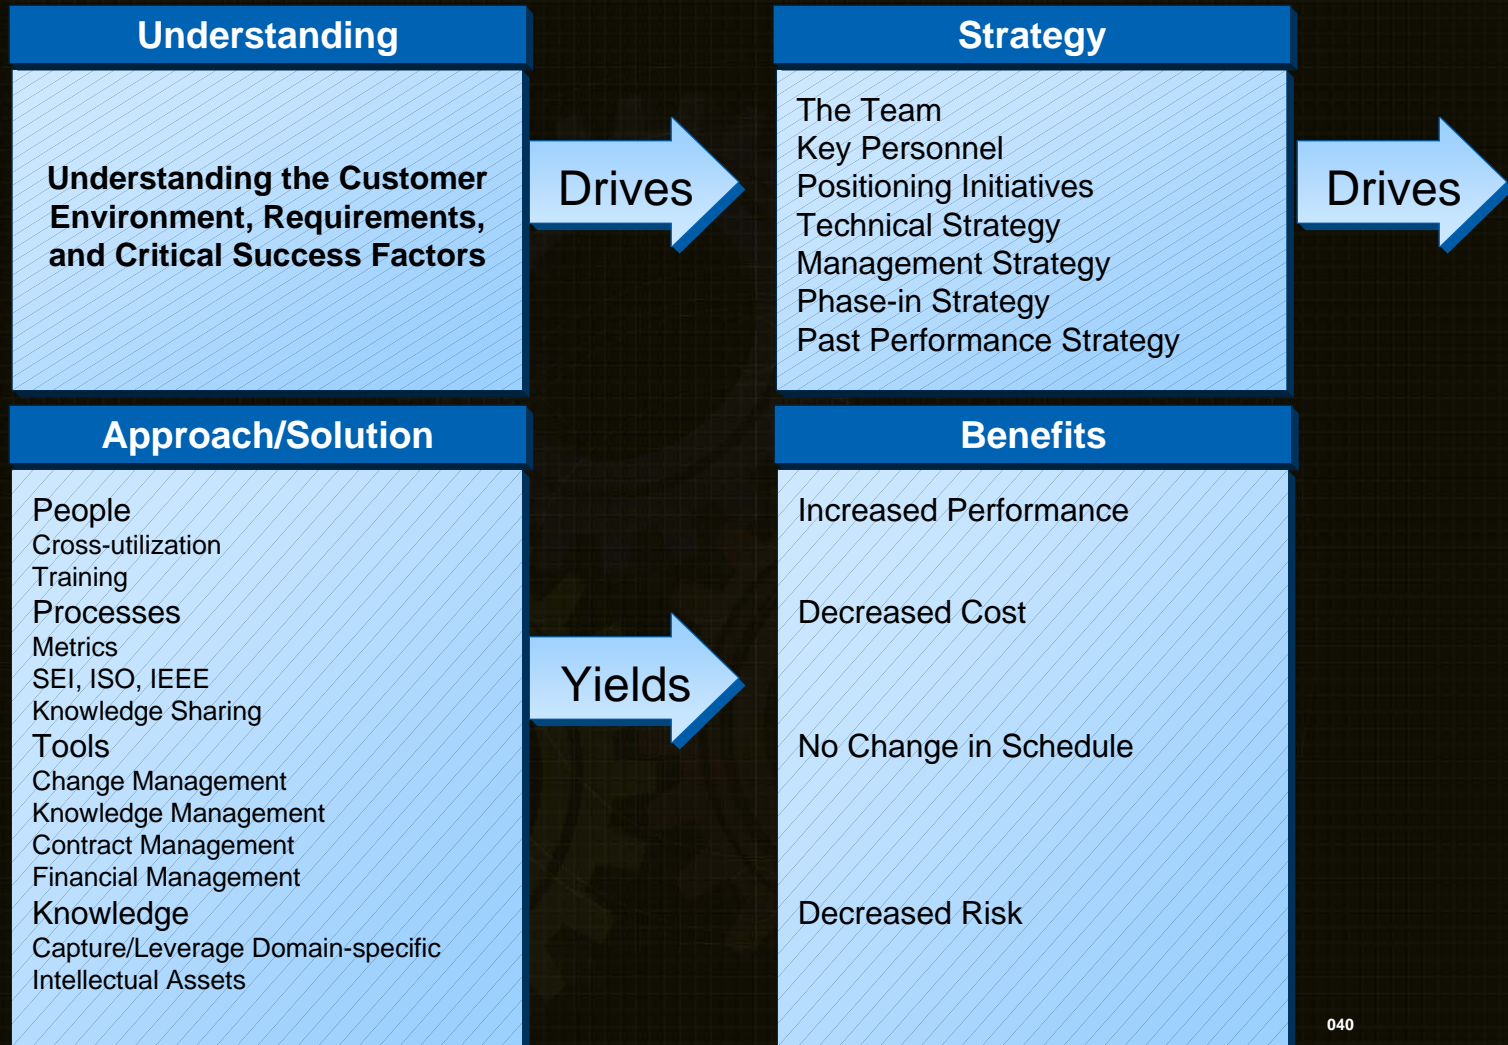 Understanding
Understanding the Customer
Environment, Requirements,
and Critical Success Factors
Drives
Strategy
The Team
Key Personnel
Positioning Initiatives
Technical Strategy
Management Strategy
Phase-in Strategy
Past Performance Strategy
Drives
Approach/Solution
People
Cross-utilization
Training
Processes
Metrics
SEI, ISO, IEEE
Knowledge Sharing
Tools
Change Management
Knowledge Management
Contract Management
Financial Management
Knowledge
Capture/Leverage Domain-specific
Intellectual Assets
Yields
Benefits
Increased Performance
Decreased Cost
No Change in Schedule
Decreased Risk
040